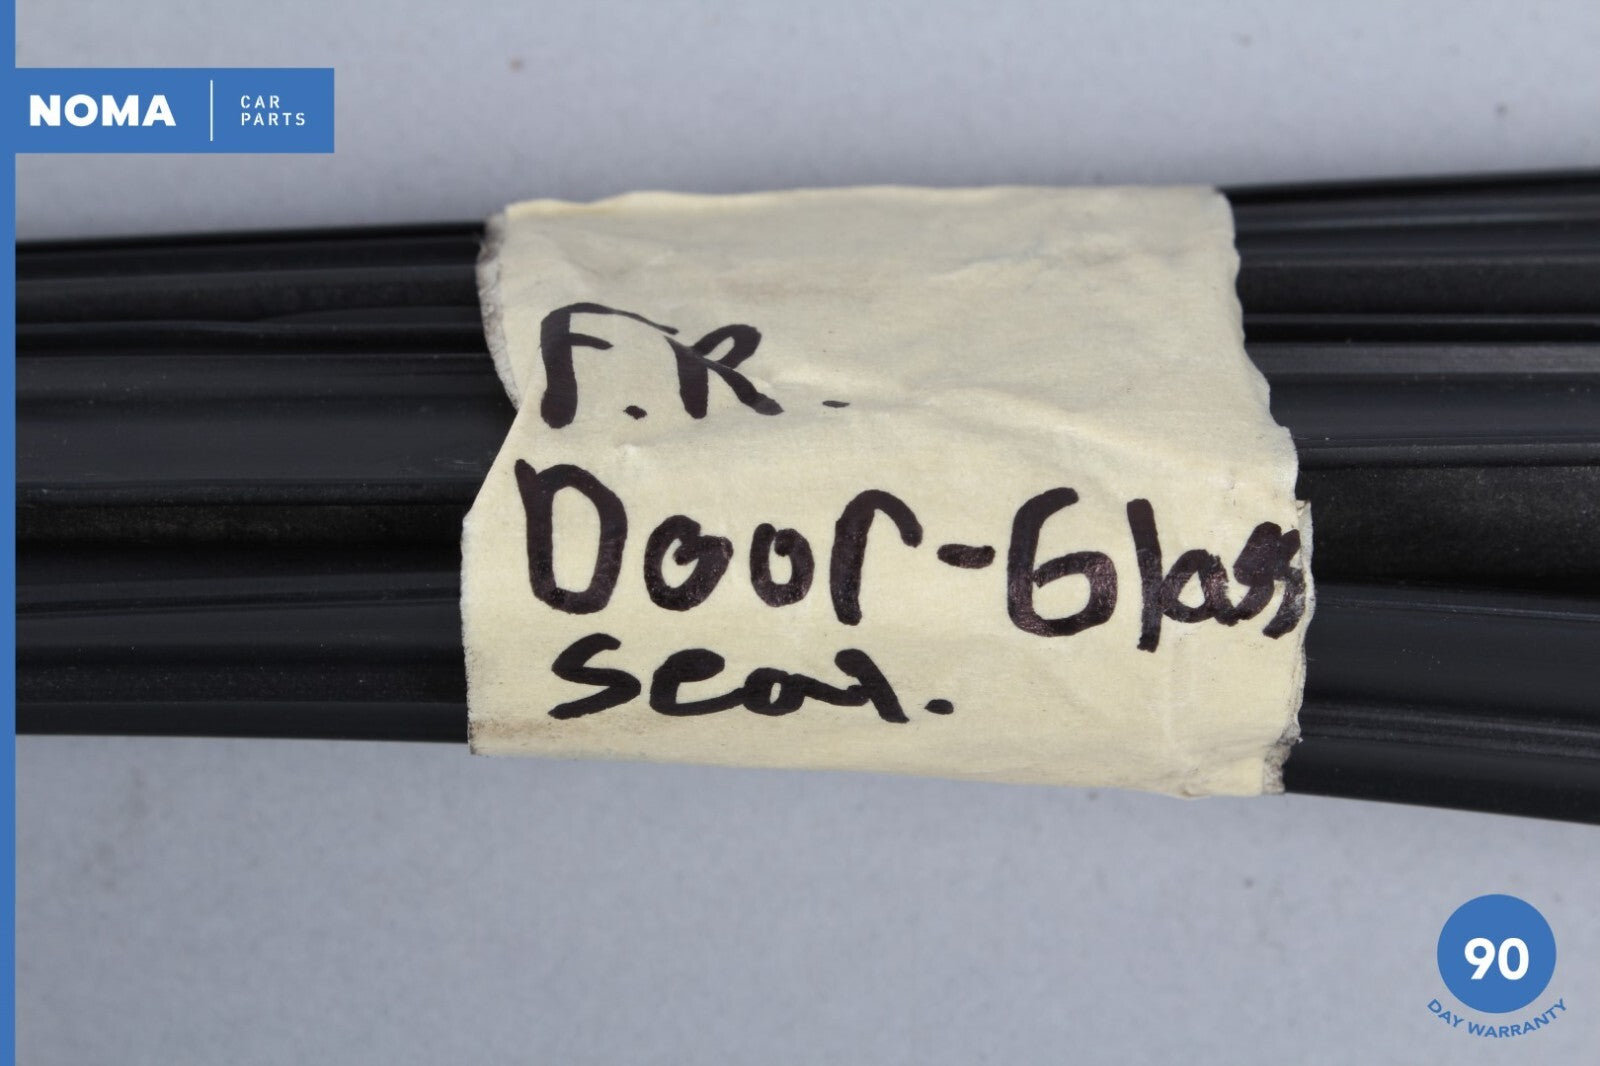 NOMA
CAR
PARTS
F.R.
Door-Glass
seal.
90
DAY WARRANTY